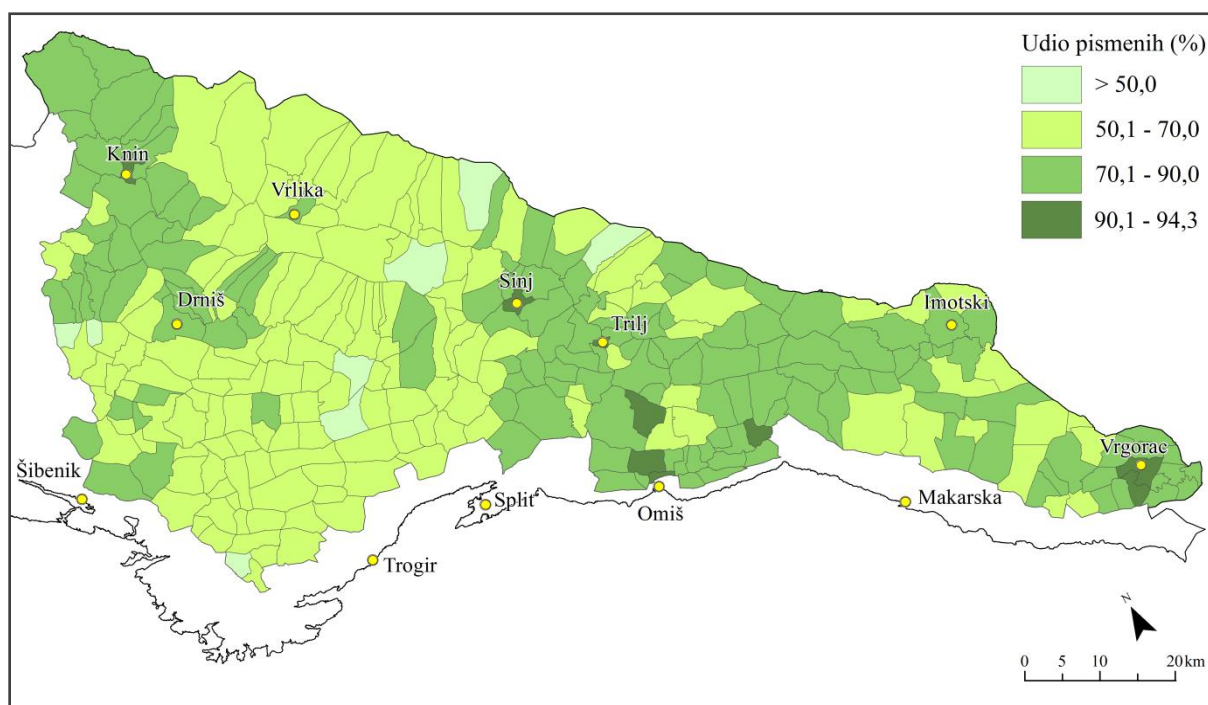 Udio pismenih (%)
> 50,0
50,1 - 70,0
70,1 - 90,0
90,1 - 94,3
Knin
Vrlika
Drniš
Sinj
Trilj
Imotski
Vrgorac
Šibenik
Split
Omiš
Makarska
Trogir
N
0 5 10 20 km